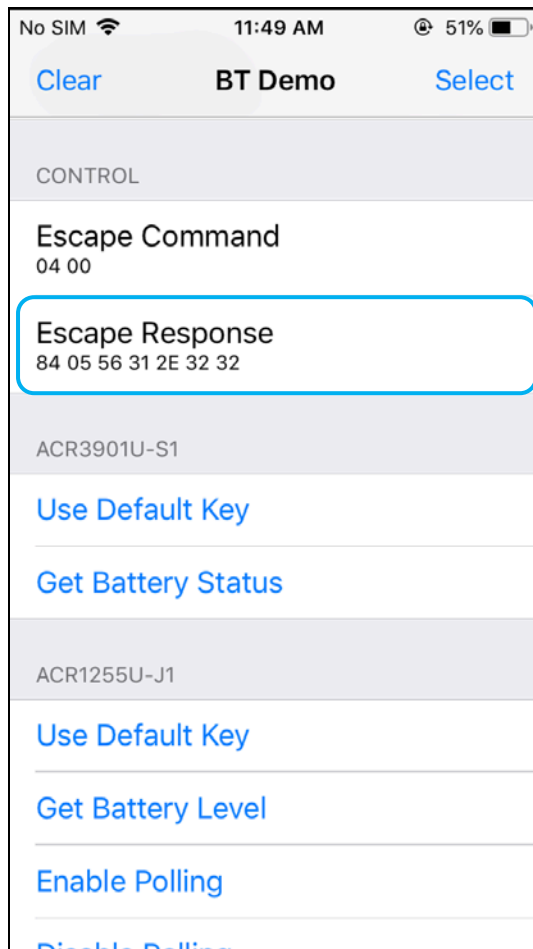 No SIM 11:49 AM 51%
Clear BT Demo Select
CONTROL
Escape Command
04 00
Escape Response
84 05 56 31 2E 32 32
ACR3901U-S1
Use Default Key
Get Battery Status
ACR1255U-J1
Use Default Key
Get Battery Level
Enable Polling
Disable Polling